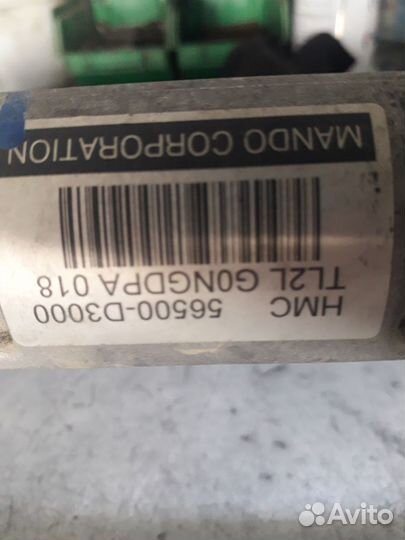 HMC 56500-D3000
TL2L G0NGDPA 018
MANDO CORPORATION
Avito